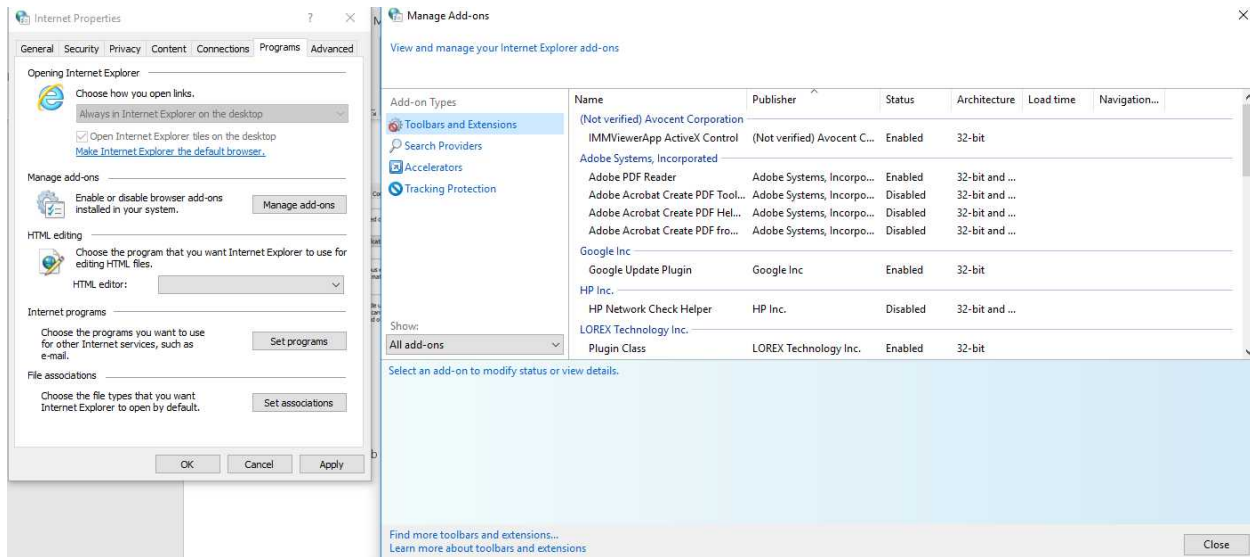 Internet Properties
General Security Privacy Content Connections Programs Advanced
Opening Internet Explorer
Choose how you open links.
Always in Internet Explorer on the desktop
Open Internet Explorer tiles on the desktop
Make Internet Explorer the default browser.
Manage add-ons
Enable or disable browser add-ons
installed in your system.
Manage add-ons
HTML editing
Choose the program that you want Internet Explorer to use for
editing HTML files.
HTML editor:
Internet programs
Choose the programs you want to use
for other Internet services, such as
e-mail.
Set programs
File associations
Choose the file types that you want
Internet Explorer to open by default.
Set associations
OK Cancel Apply
Manage Add-ons
View and manage your Internet Explorer add-ons
Add-on Types
Toolbars and Extensions
Search Providers
Accelerators
Tracking Protection
Show:
All add-ons
Name Publisher Status Architecture Load time Navigation...
(Not verified) Avocent Corporation
IMMViewerApp ActiveX Control (Not verified) Avocent C... Enabled 32-bit
Adobe Systems, Incorporated
Adobe PDF Reader Adobe Systems, Incorpo... Enabled 32-bit and ...
Adobe Acrobat Create PDF Tool... Adobe Systems, Incorpo... Disabled 32-bit and ...
Adobe Acrobat Create PDF Hel... Adobe Systems, Incorpo... Disabled 32-bit and ...
Adobe Acrobat Create PDF fro... Adobe Systems, Incorpo... Disabled 32-bit and ...
Google Inc
Google Update Plugin Google Inc Enabled 32-bit
HP Inc.
HP Network Check Helper HP Inc. Disabled 32-bit and ...
LOREX Technology Inc.
Plugin Class LOREX Technology Inc. Enabled 32-bit
Select an add-on to modify status or view details.
Find more toolbars and extensions...
Learn more about toolbars and extensions
Close